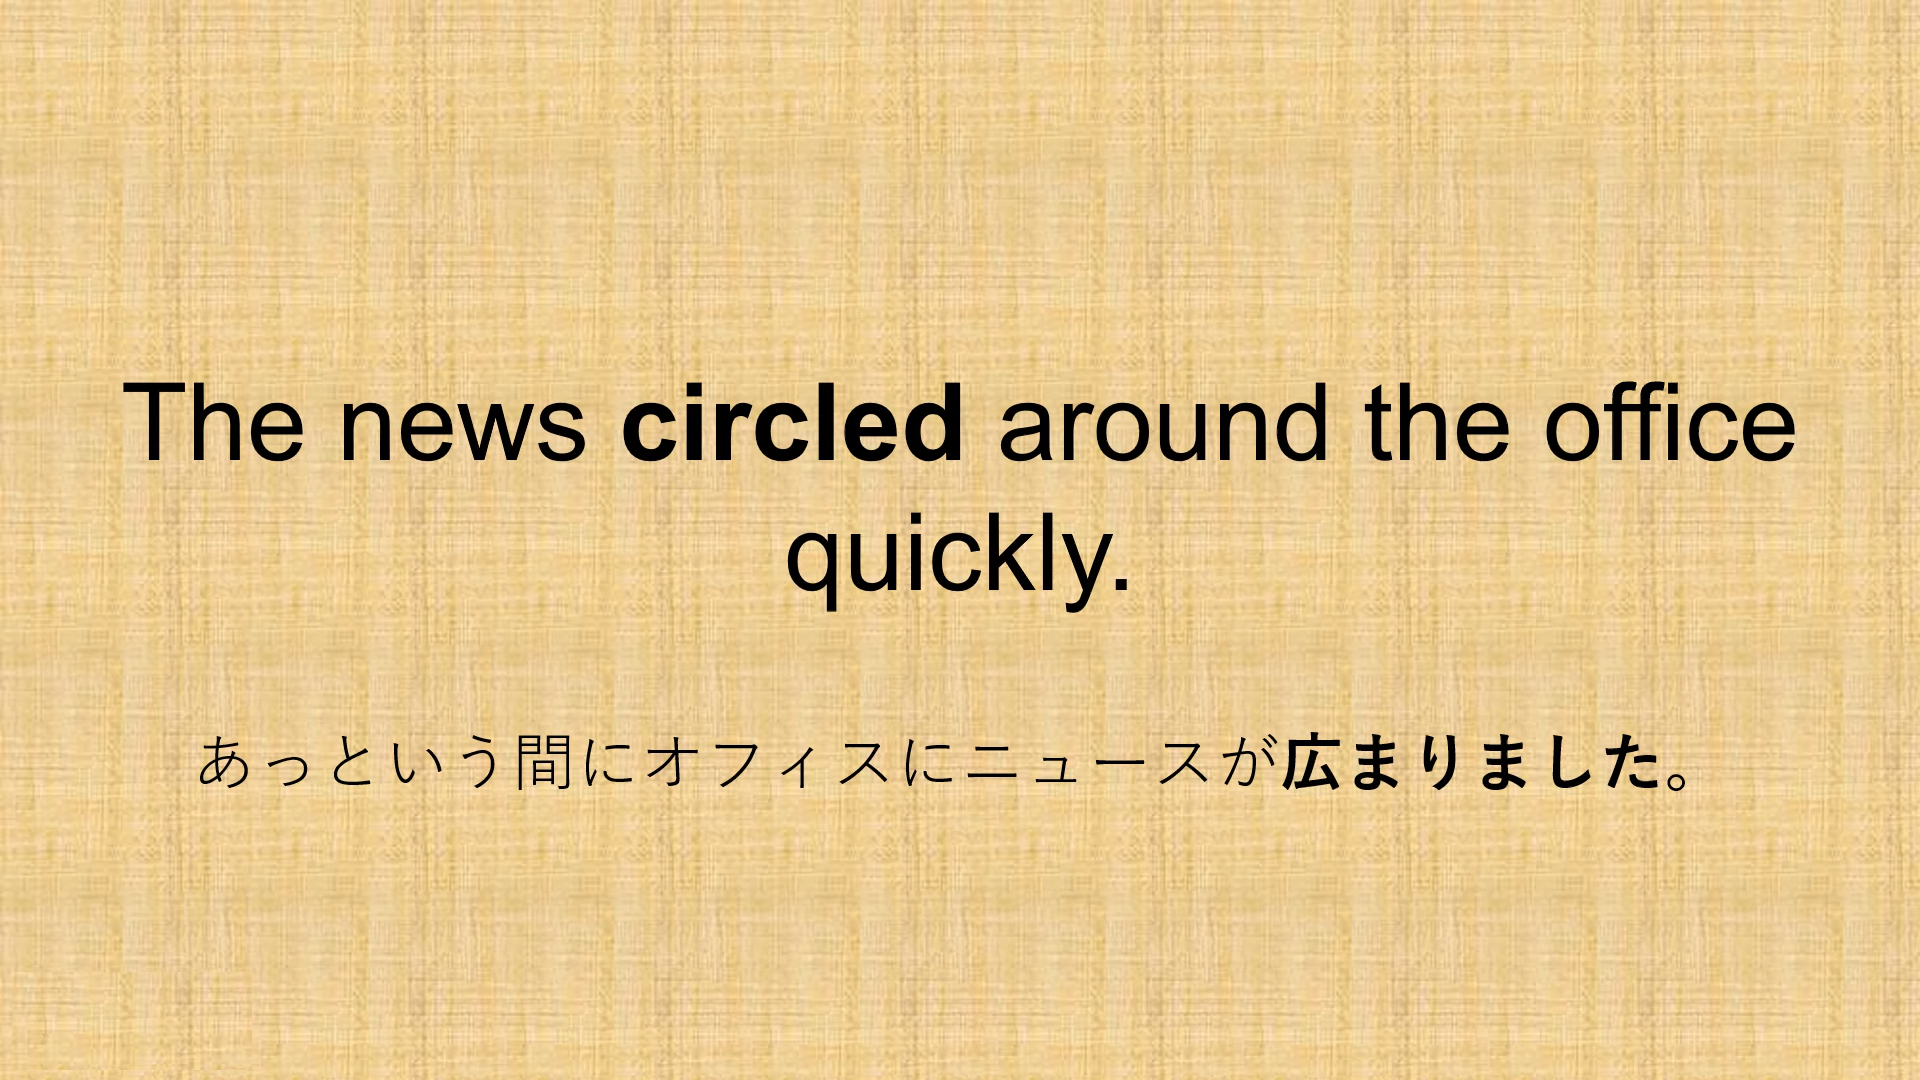 The news circled around the office
quickly.
あっという間にオフィスにニュースが広まりました。